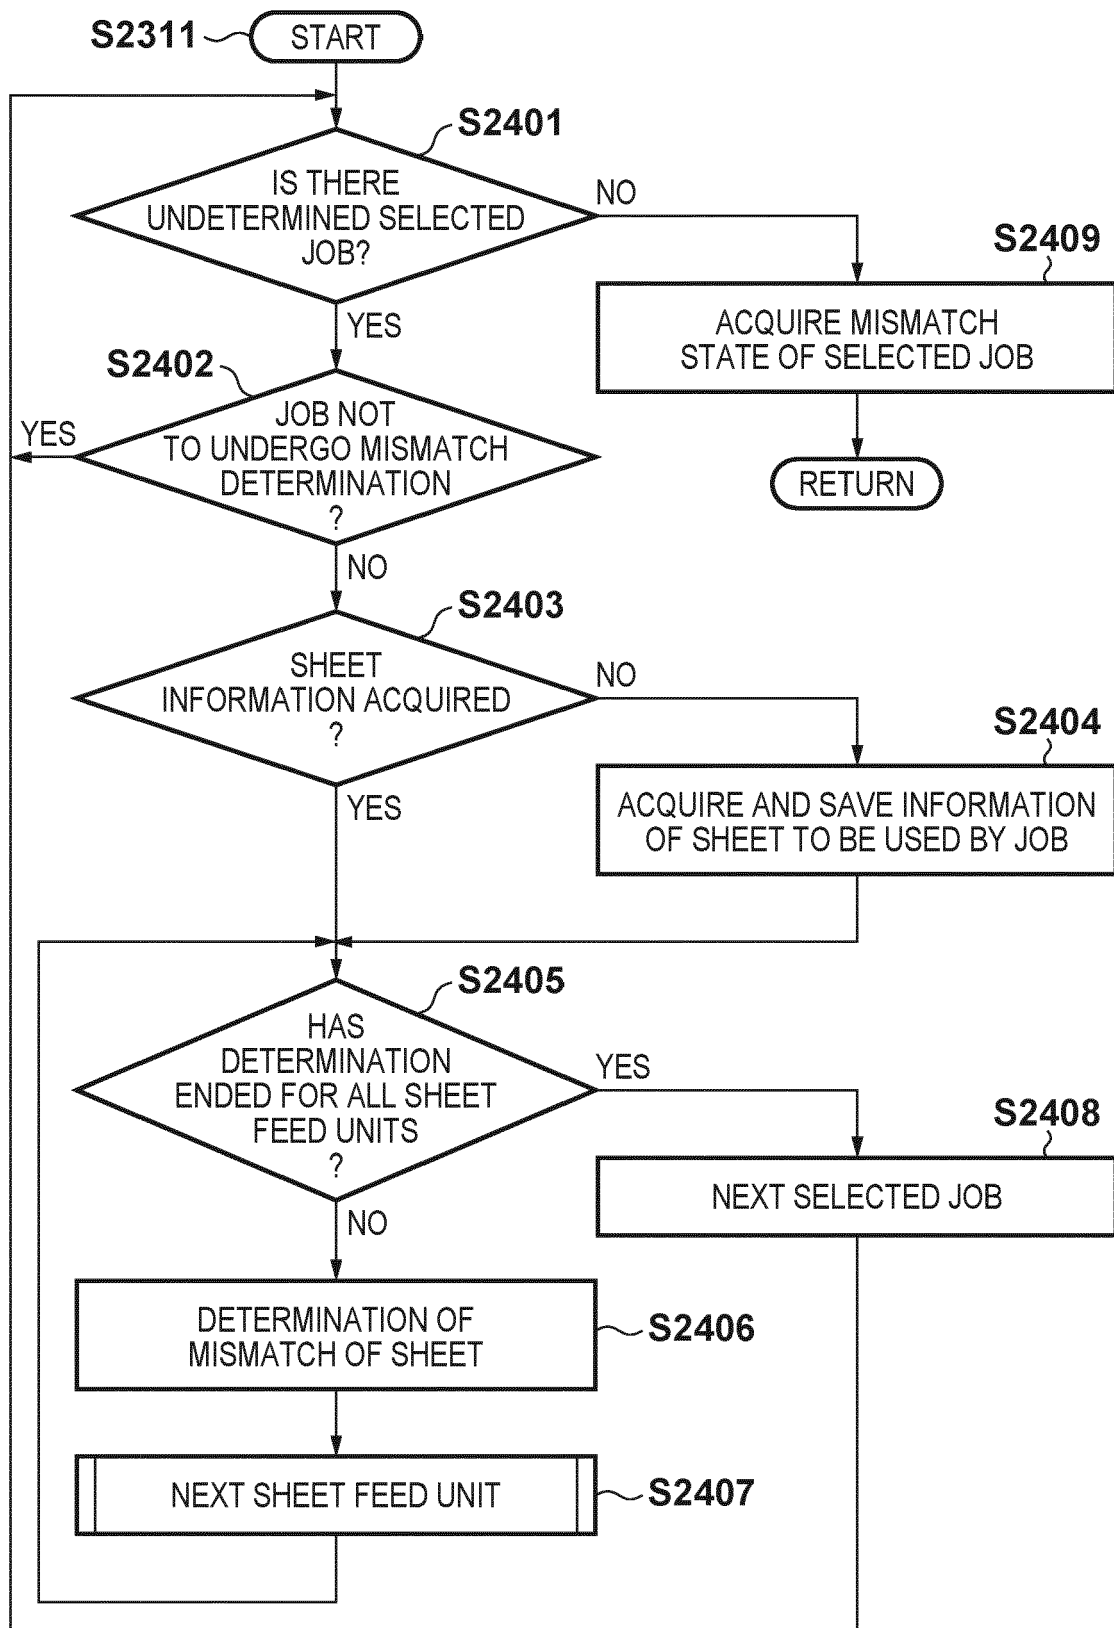 S2311
START
S2401
IS THERE
UNDETERMINED SELECTED
JOB?
NO
S2409
ACQUIRE MISMATCH
STATE OF SELECTED JOB
RETURN
YES
S2402
JOB NOT
TO UNDERGO MISMATCH
DETERMINATION
?
YES
NO
S2403
SHEET
INFORMATION ACQUIRED
?
NO
S2404
ACQUIRE AND SAVE INFORMATION
OF SHEET TO BE USED BY JOB
YES
S2405
HAS
DETERMINATION
ENDED FOR ALL SHEET
FEED UNITS
?
YES
S2408
NEXT SELECTED JOB
NO
DETERMINATION OF
MISMATCH OF SHEET
S2406
NEXT SHEET FEED UNIT
S2407